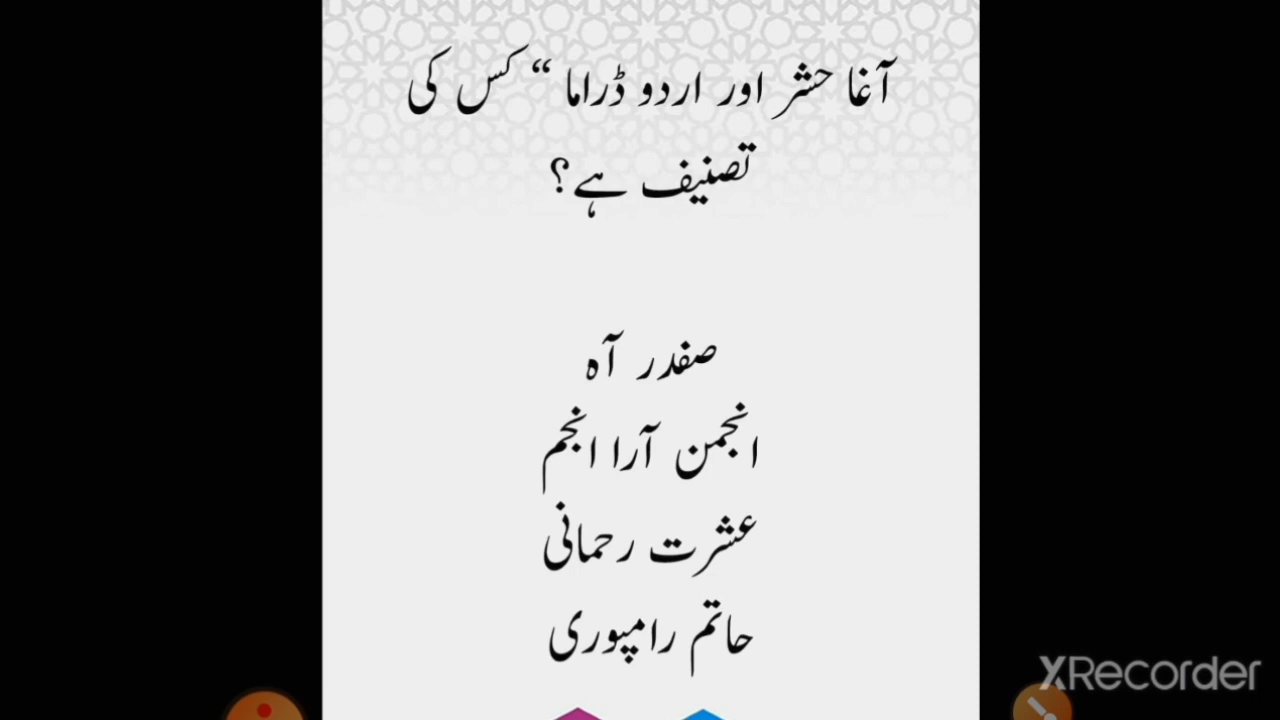 آغا حشر اور اردو ڈراما “ کس کی
تصنیف ہے؟
صفدر آہ
انجمن آرا انجم
عشرت رحمانی
حاتم رامپوری
XRecorder